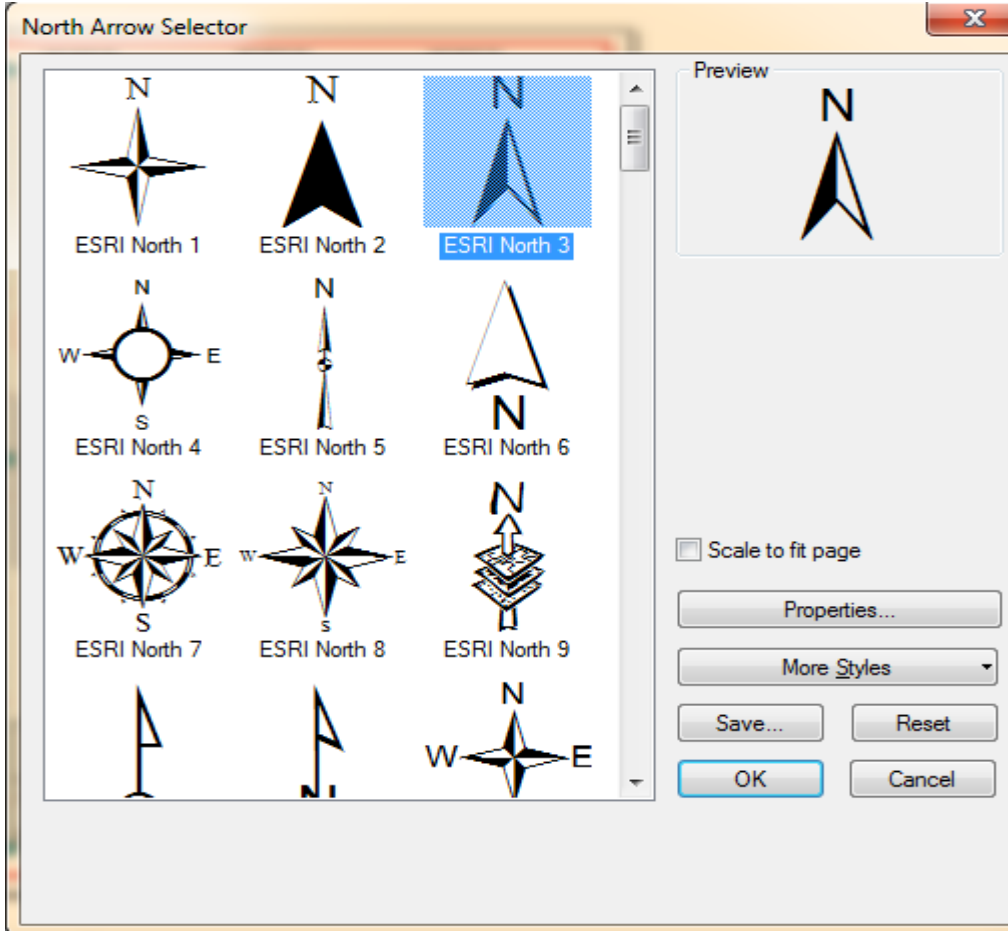 North Arrow Selector
Preview
N
N
N
N
ESRI North 1
ESRI North 2
ESRI North 3
N
W
E
S
N
N
ESRI North 4
ESRI North 5
ESRI North 6
N
W
E
S
N
W
E
S
N
ESRI North 7
ESRI North 8
ESRI North 9
N
W
E
Scale to fit page
Properties...
More Styles
Save...
Reset
OK
Cancel